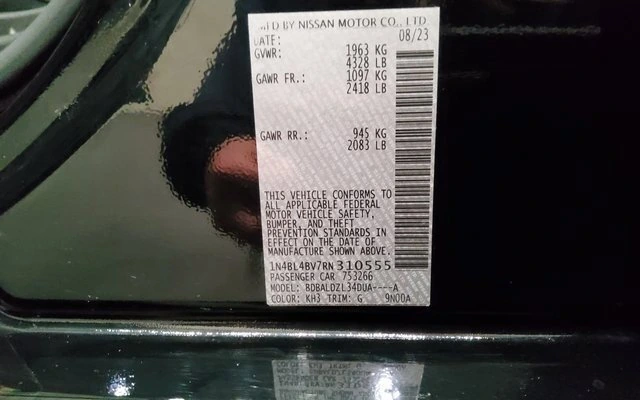 MFD BY NISSAN MOTOR CO., LTD.
DATE: 08/23
GVWR: 1963 KG
4328 LB
GAWR FR.: 1097 KG
2418 LB
GAWR RR.: 945 KG
2083 LB
THIS VEHICLE CONFORMS TO
ALL APPLICABLE FEDERAL
MOTOR VEHICLE SAFETY,
BUMPER, AND THEFT
PREVENTION STANDARDS IN
EFFECT ON THE DATE OF
MANUFACTURE SHOWN ABOVE
1N4BL4BV7RN310555
PASSENGER CAR 753266
MODEL: BDBALDZL34DUA----A
COLOR: KH3 TRIM: G 9N00A